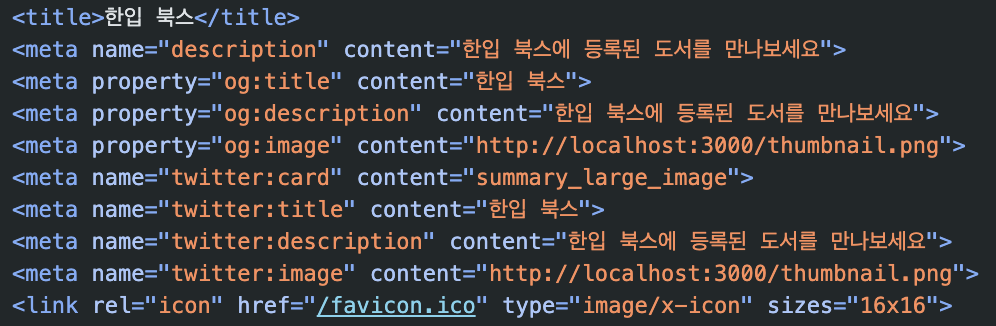 <title>한입 북스</title>
<meta name="description" content="한입 북스에 등록된 도서를 만나보세요">
<meta property="og:title" content="한입 북스">
<meta property="og:description" content="한입 북스에 등록된 도서를 만나보세요">
<meta property="og:image" content="http://localhost:3000/thumbnail.png">
<meta name="twitter:card" content="summary_large_image">
<meta name="twitter:title" content="한입 북스">
<meta name="twitter:description" content="한입 북스에 등록된 도서를 만나보세요">
<meta name="twitter:image" content="http://localhost:3000/thumbnail.png">
<link rel="icon" href="/favicon.ico" type="image/x-icon" sizes="16x16">